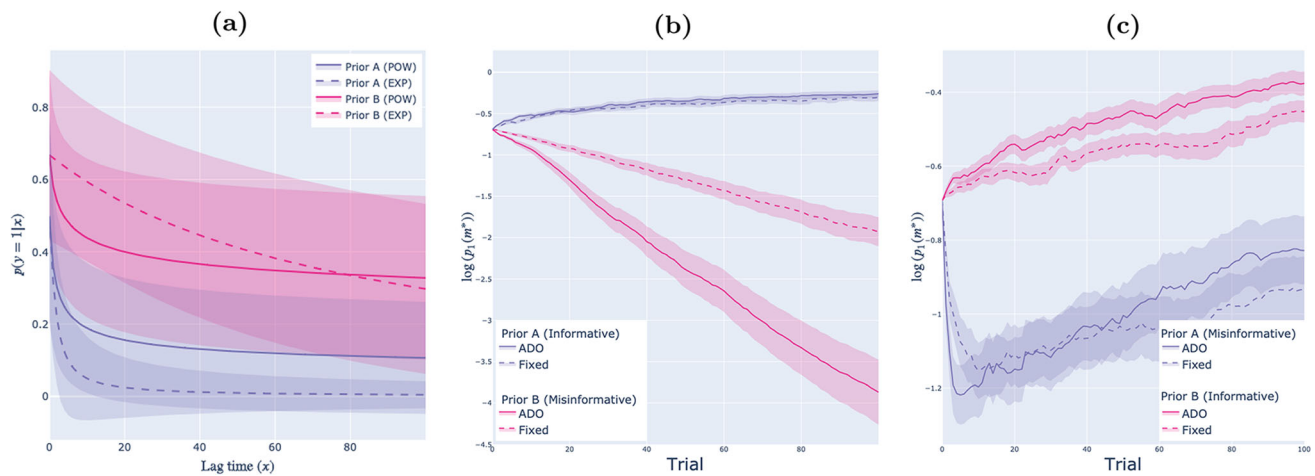 (a)
Prior A (POW)
Prior A (EXP)
Prior B (POW)
Prior B (EXP)
0.8
0.6
0.4
0.2
0
p(y = 1|x)
0
20
40
60
80
Lag time (x)
(b)
0
−0.5
−1
−1.5
−2
−2.5
−3
−3.5
−4
−4.5
log (p₁(m*))
Prior A (Informative)
ADO
Fixed
Prior B (Misinformative)
ADO
Fixed
0
20
40
60
80
Trial
(c)
−0.4
−0.6
−0.8
−1
−1.2
log (p₁(m*))
Prior A (Misinformative)
ADO
Fixed
Prior B (Informative)
ADO
Fixed
0
20
40
60
80
100
Trial